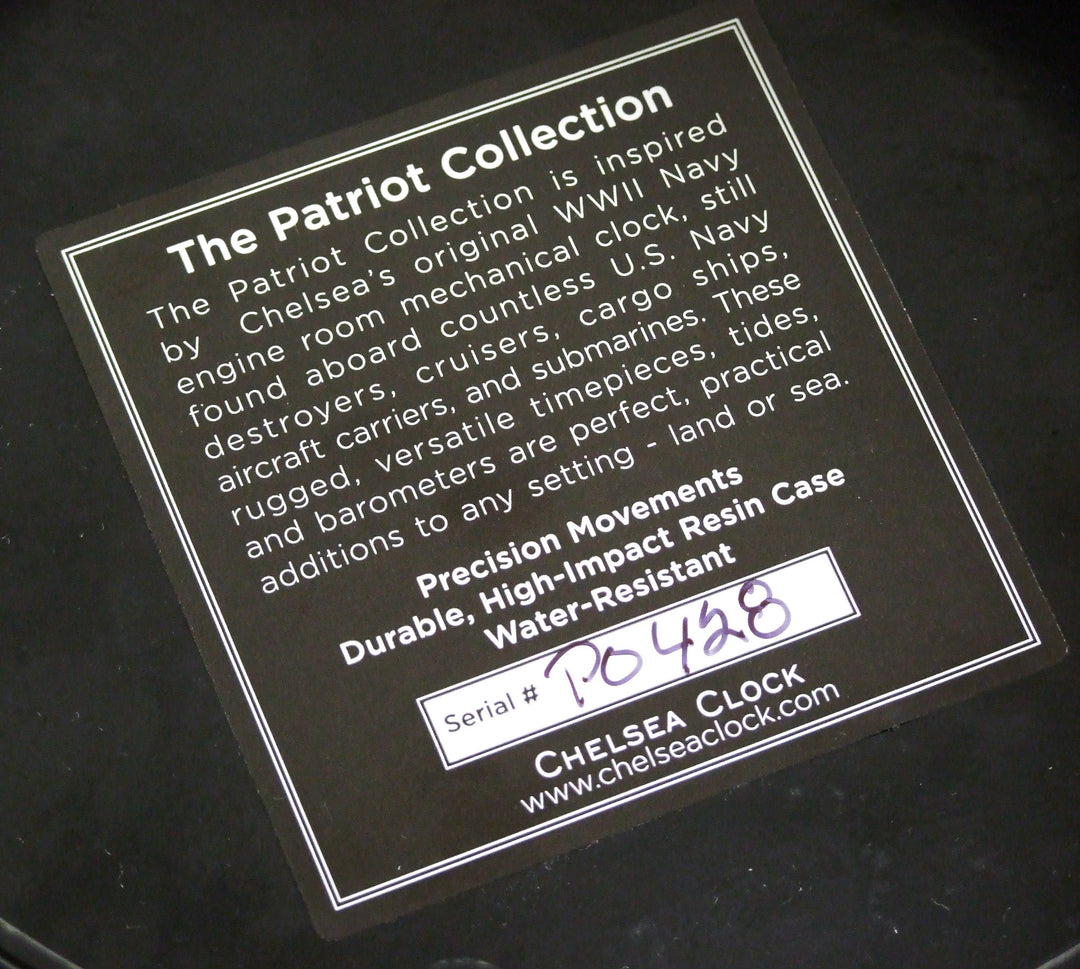 The Patriot Collection
The Patriot Collection is inspired
by Chelsea's original WWII Navy
engine room mechanical clock, still
found aboard countless U.S. Navy
destroyers, cruisers, cargo ships,
aircraft carriers, and submarines. These
rugged, versatile timepieces, tides,
and barometers are perfect, practical
additions to any setting - land or sea.
Precision Movements
Durable, High-Impact Resin Case
Water-Resistant
Serial # P0428
CHELSEA CLOCK
www.chelseaclock.com